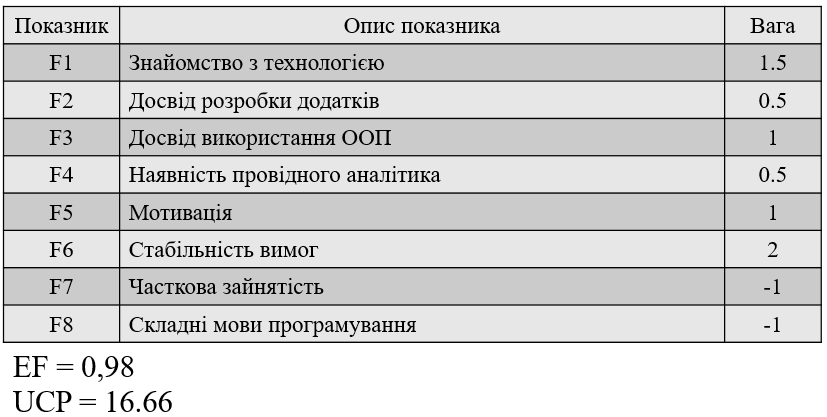 Показник Опис показника Вага
F1 Знайомство з технологією 1.5
F2 Досвід розробки додатків 0.5
F3 Досвід використання ООП 1
F4 Наявність провідного аналітика 0.5
F5 Мотивація 1
F6 Стабільність вимог 2
F7 Часткова зайнятість -1
F8 Складні мови програмування -1
EF = 0,98
UCP = 16.66